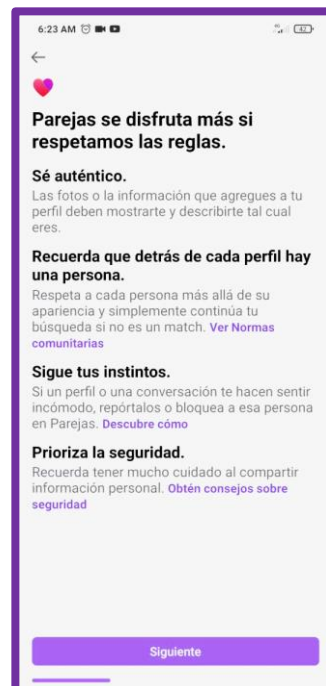 6:23 AM
42
Parejas se disfruta más si
respetamos las reglas.
Sé auténtico.
Las fotos o la información que agregues a tu
perfil deben mostrarte y describirte tal cual
eres.
Recuerda que detrás de cada perfil hay
una persona.
Respeta a cada persona más allá de su
apariencia y simplemente continúa tu
búsqueda si no es un match. Ver Normas
comunitarias
Sigue tus instintos.
Si un perfil o una conversación te hacen sentir
incómodo, repórtalos o bloquea a esa persona
en Parejas. Descubre cómo
Prioriza la seguridad.
Recuerda tener mucho cuidado al compartir
información personal. Obtén consejos sobre
seguridad
Siguiente